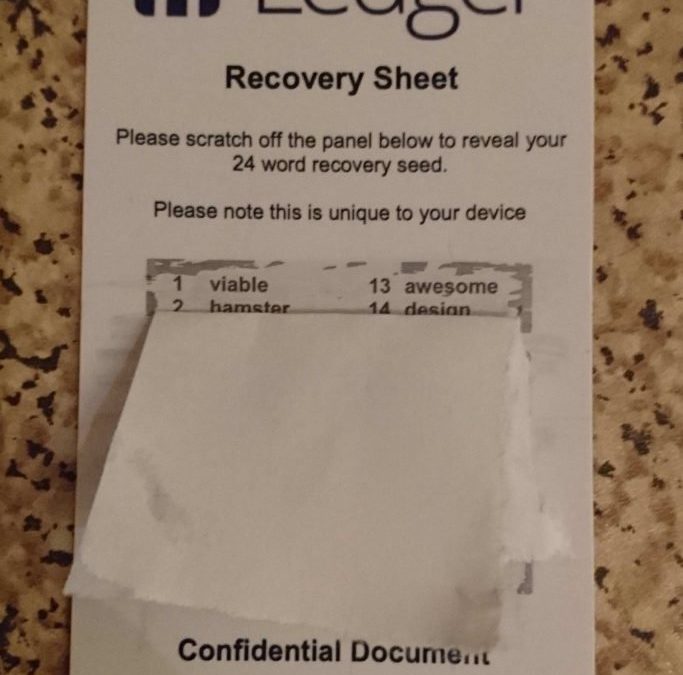 Ledger
Recovery Sheet
Please scratch off the panel below to reveal your
24 word recovery seed.
Please note this is unique to your device
1 viable 13 awesome
2 hamster 14 design
Confidential Document